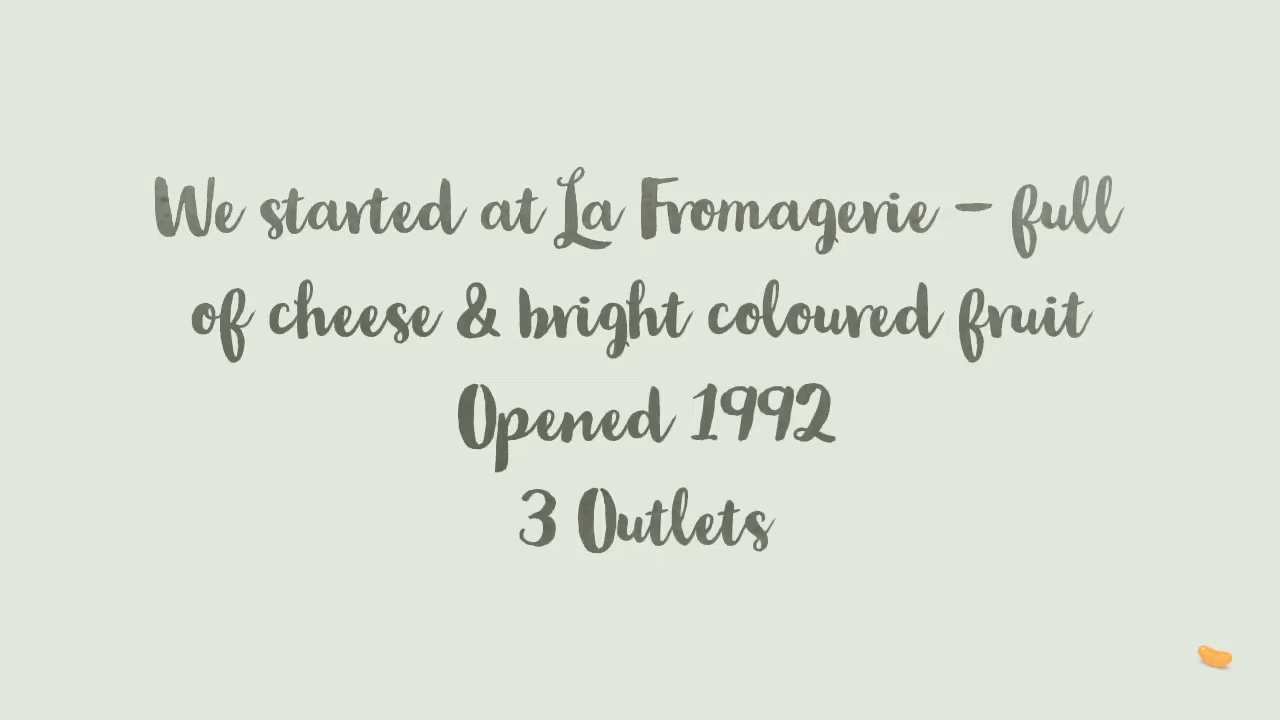 We started at La Fromagerie - full
of cheese & bright coloured fruit
Opened 1992
3 Outlets